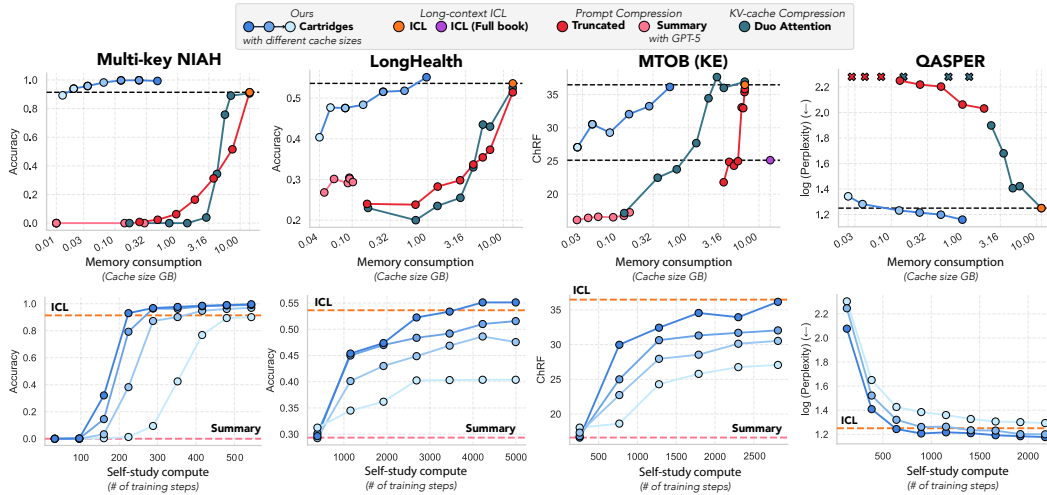 Ours
Cartridges
with different cache sizes
Long-context ICL
ICL
ICL (Full book)
Prompt Compression
Truncated
Summary
with GPT-5
KV-cache Compression
Duo Attention
Multi-key NIAH
LongHealth
MTOB (KE)
QASPER
Accuracy
1.0
0.8
0.6
0.4
0.2
0.0
0.01
0.03
0.10
0.32
1.00
3.16
10.00
Memory consumption
(Cache size GB)
Accuracy
0.5
0.4
0.3
0.2
0.04
0.10
0.32
1.00
3.16
10.00
Memory consumption
(Cache size GB)
ChRF
35
30
25
20
0.03
0.10
0.32
1.00
3.16
10.00
Memory consumption
(Cache size GB)
log (Perplexity) (←)
2.2
2.0
1.8
1.6
1.4
1.2
0.03
0.10
0.32
1.00
3.16
10.00
Memory consumption
(Cache size GB)
Accuracy
1.0
0.8
0.6
0.4
0.2
0.0
ICL
Summary
100
200
300
400
500
Self-study compute
(# of training steps)
Accuracy
0.55
0.50
0.45
0.40
0.35
0.30
ICL
Summary
1000
2000
3000
4000
5000
Self-study compute
(# of training steps)
ChRF
35
30
25
20
ICL
Summary
500
1000
1500
2000
2500
Self-study compute
(# of training steps)
log (Perplexity) (←)
2.2
2.0
1.8
1.6
1.4
1.2
ICL
500
1000
1500
2000
Self-study compute
(# of training steps)